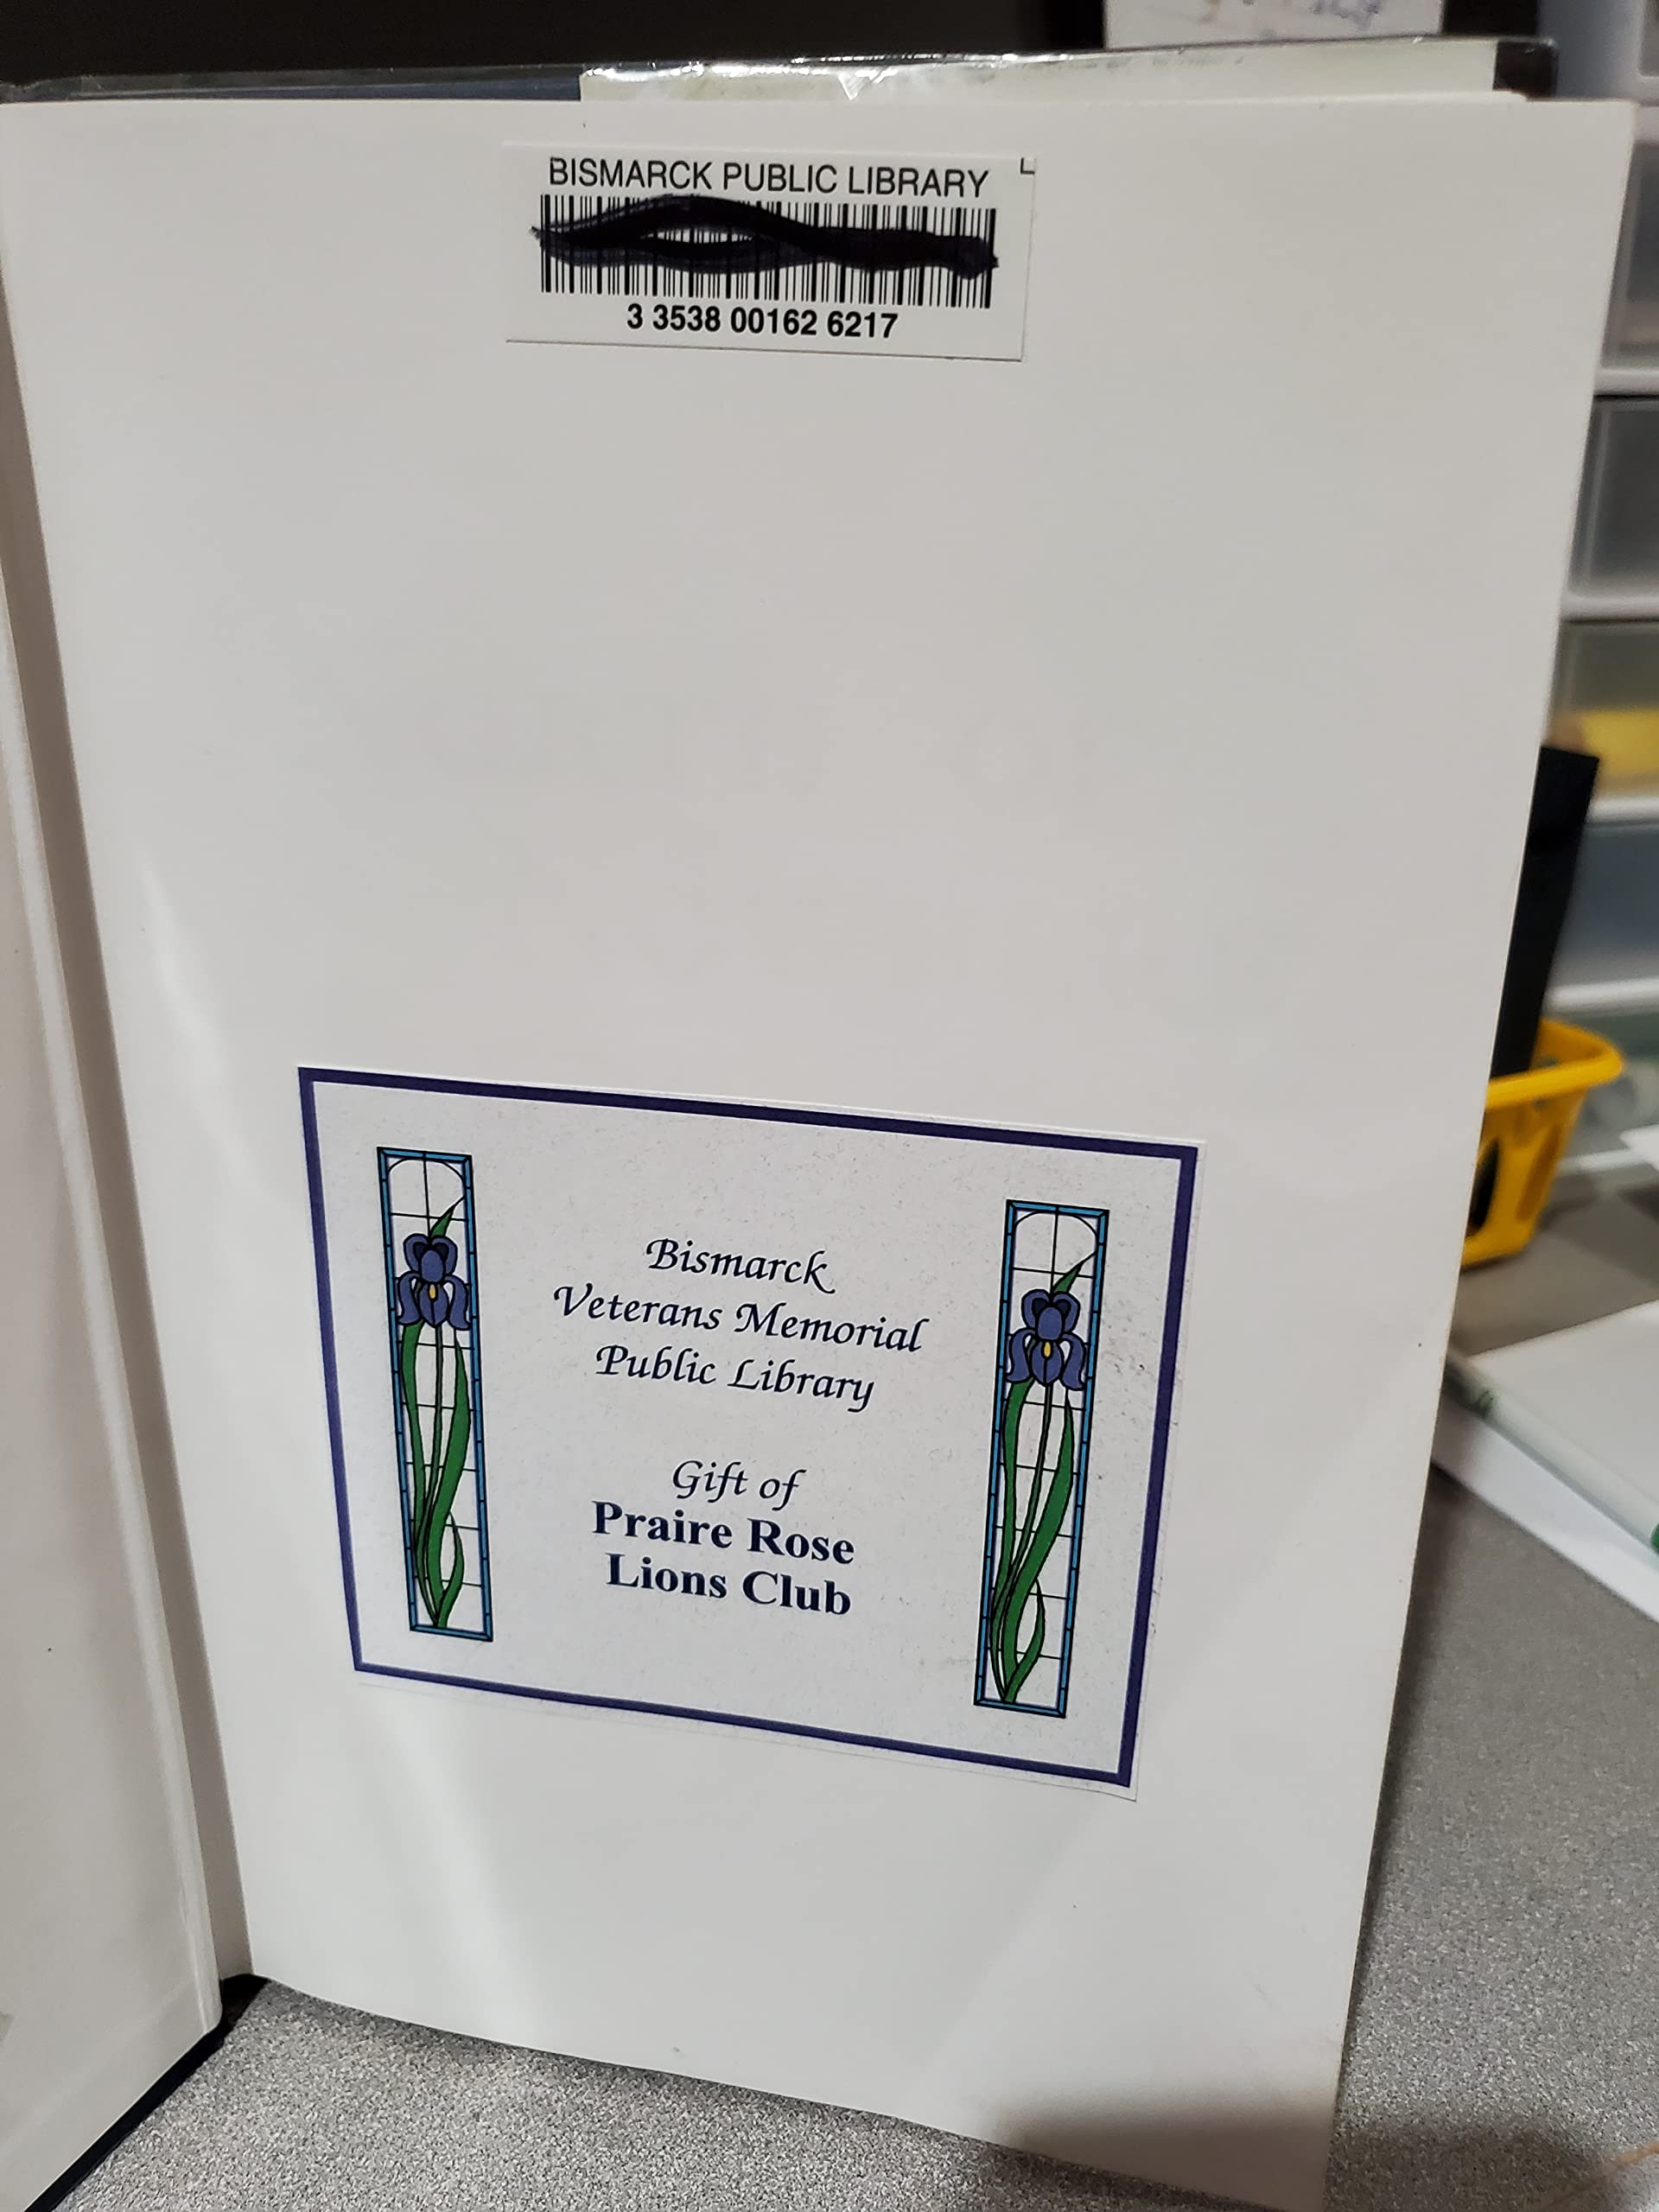 BISMARCK PUBLIC LIBRARY
3 3538 00162 6217
Bismarck
Veterans Memorial
Public Library
Gift of
Praire Rose
Lions Club